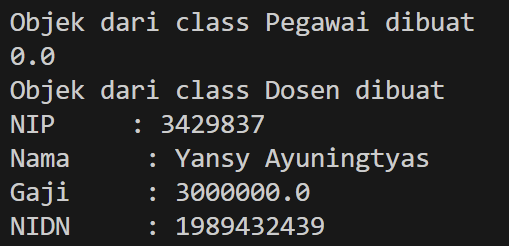 Objek dari class Pegawai dibuat
0.0
Objek dari class Dosen dibuat
NIP     : 3429837
Nama     : Yansy Ayuningtyas
Gaji     : 3000000.0
NIDN     : 1989432439